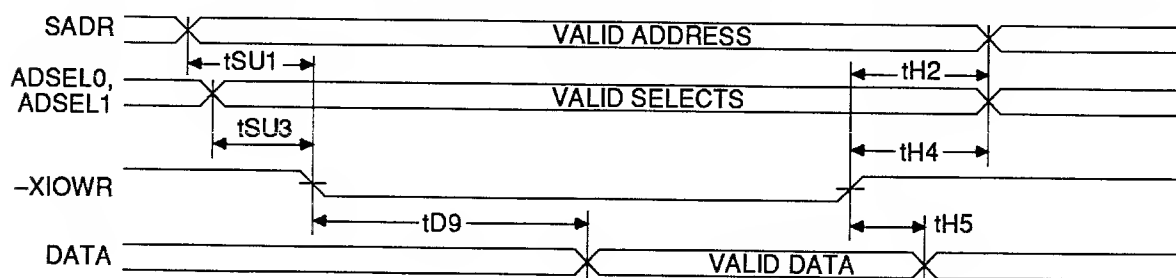 SADR
VALID ADDRESS
tSU1
tH2
ADSEL0,
ADSEL1
VALID SELECTS
tSU3
tH4
–XIOWR
tD9
tH5
DATA
VALID DATA